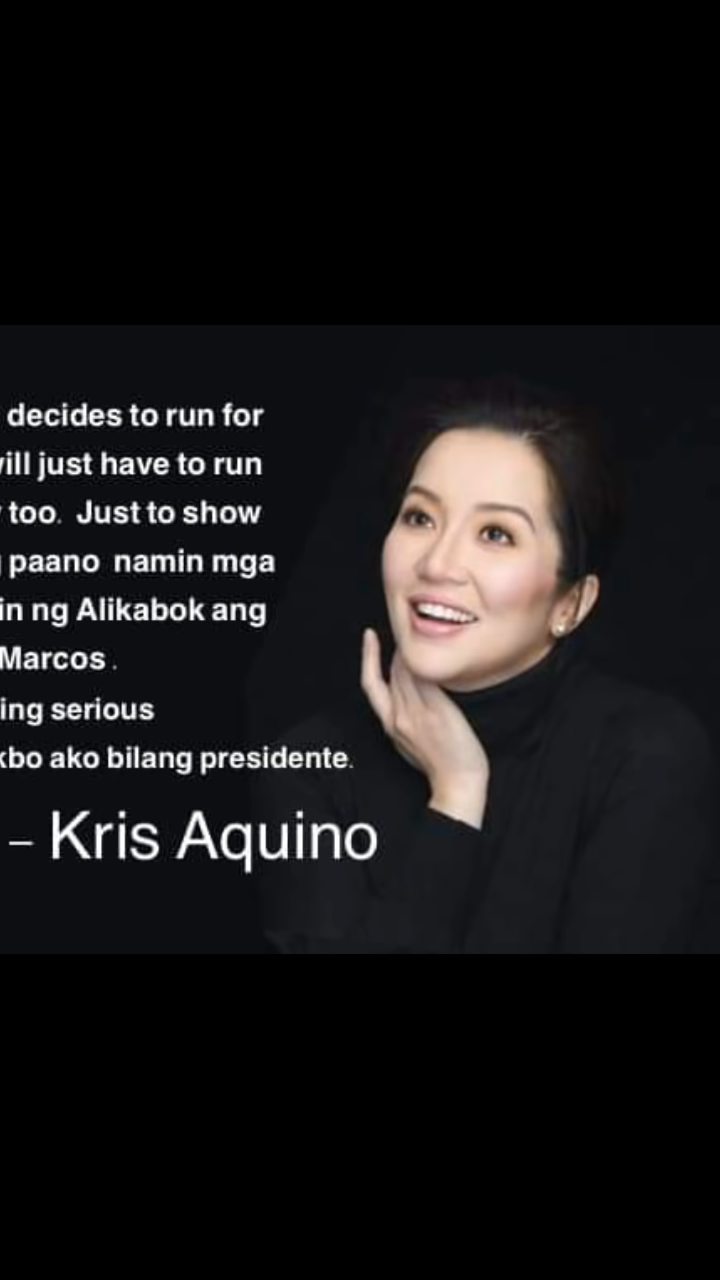 decides to run for
will just have to run
too. Just to show
paano namin mga
in ng Alikabok ang
Marcos .
ing serious
kbo ako bilang presidente.
– Kris Aquino